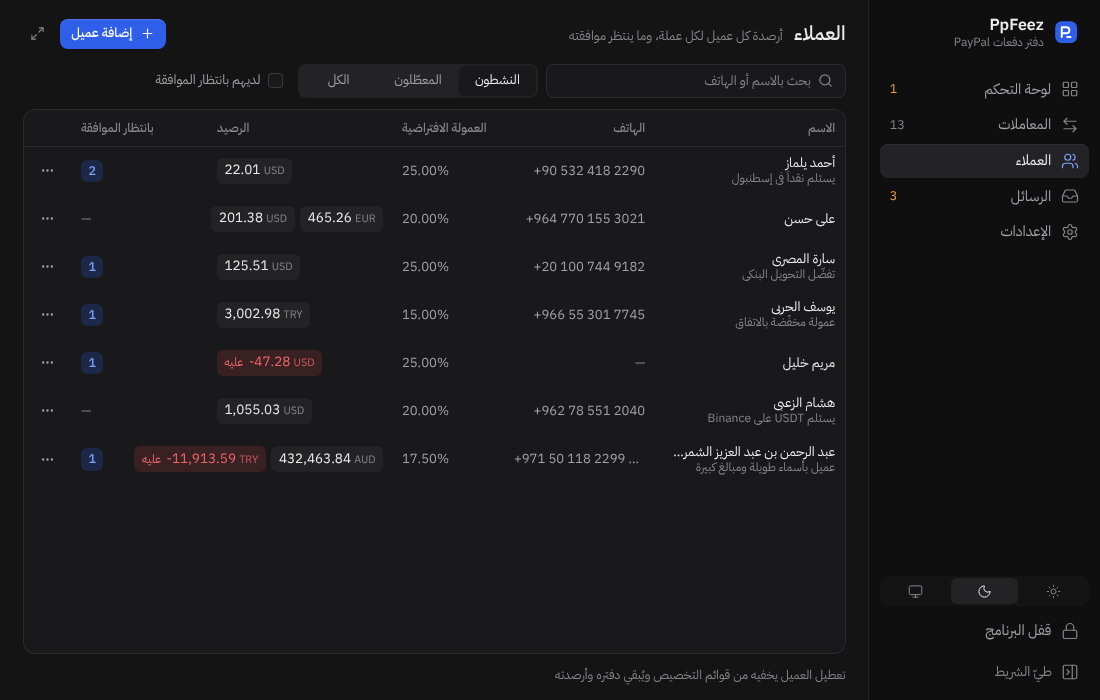 PpFeez
دفتر دفعات PayPal
لوحة التحكم 1
المعاملات 13
العملاء
الرسائل 3
الإعدادات
قفل البرنامج
طيّ الشريط
العملاء أرصدة كل عميل لكل عملة، وما ينتظر موافقته
إضافة عميل
بحث بالاسم أو الهاتف
النشطون المعطّلون الكل
لديهم بانتظار الموافقة
الاسم الهاتف العمولة الافتراضية الرصيد بانتظار الموافقة
أحمد يلماز +90 532 418 2290 25.00% 22.01 USD 2
يستلم نقداً في إسطنبول
علي حسن +964 770 155 3021 20.00% 465.26 EUR 201.38 USD —
سارة المصري +20 100 744 9182 25.00% 125.51 USD 1
تفضّل التحويل البنكي
يوسف الحربي +966 55 301 7745 15.00% 3,002.98 TRY 1
عمولة مخفّضة بالاتفاق
مريم خليل — 25.00% عليه -47.28 USD 1
هشام الزعبي +962 78 551 2040 20.00% 1,055.03 USD —
يستلم USDT على Binance
عبد الرحمن بن عبد العزيز الشمر... +971 50 118 2299 ... 17.50% 432,463.84 AUD عليه -11,913.59 TRY 1
عميل بأسماء طويلة ومبالغ كبيرة
تعطيل العميل يخفيه من قوائم التخصيص ويُبقي دفتره وأرصدته